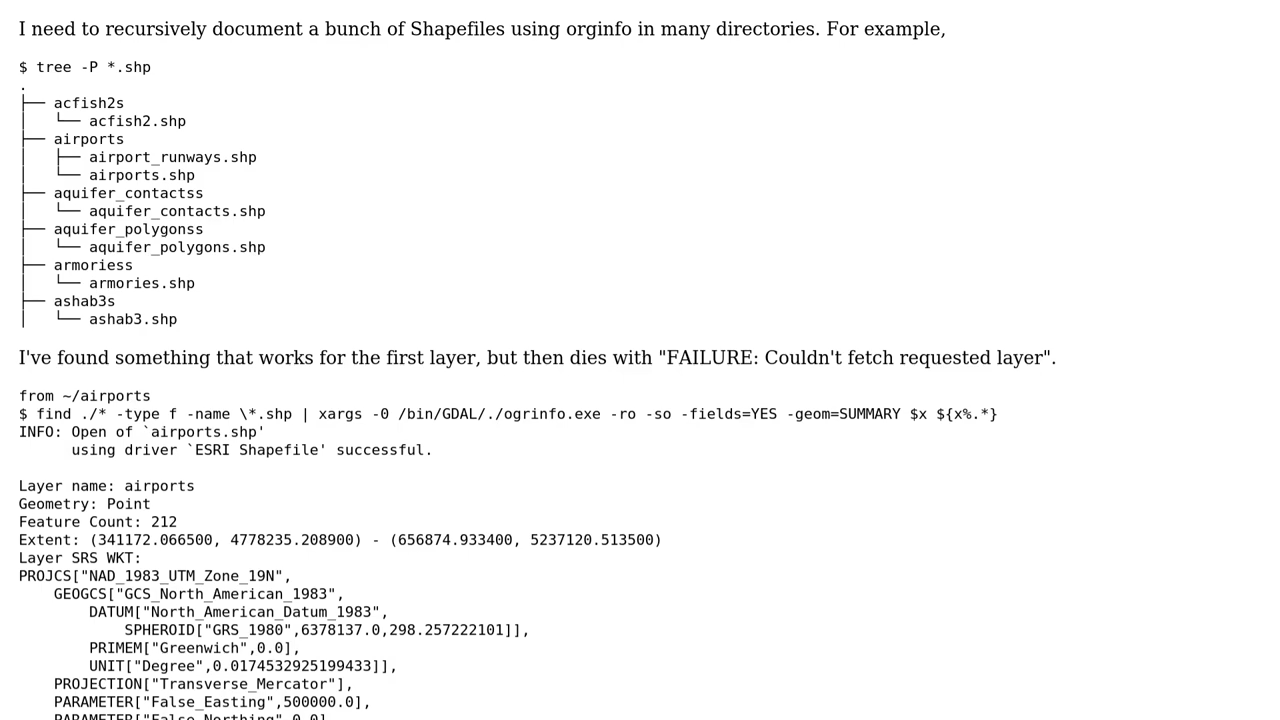 I need to recursively document a bunch of Shapefiles using orginfo in many directories. For example,
$ tree -P *.shp
.
├── acfish2s
│   └── acfish2.shp
├── airports
│   ├── airport_runways.shp
│   └── airports.shp
├── aquifer_contactss
│   └── aquifer_contacts.shp
├── aquifer_polygonss
│   └── aquifer_polygons.shp
├── armoriess
│   └── armories.shp
├── ashab3s
│   └── ashab3.shp
I've found something that works for the first layer, but then dies with "FAILURE: Couldn't fetch requested layer".
from ~/airports
$ find ./* -type f -name \*.shp | xargs -0 /bin/GDAL/./ogrinfo.exe -ro -so -fields=YES -geom=SUMMARY $x ${x%.*}
INFO: Open of `airports.shp'
      using driver `ESRI Shapefile' successful.
Layer name: airports
Geometry: Point
Feature Count: 212
Extent: (341172.066500, 4778235.208900) - (656874.933400, 5237120.513500)
Layer SRS WKT:
PROJCS["NAD_1983_UTM_Zone_19N",
    GEOGCS["GCS_North_American_1983",
        DATUM["North_American_Datum_1983",
            SPHEROID["GRS_1980",6378137.0,298.257222101]],
        PRIMEM["Greenwich",0.0],
        UNIT["Degree",0.0174532925199433]],
    PROJECTION["Transverse_Mercator"],
    PARAMETER["False_Easting",500000.0],
    PARAMETER["False_Northing",0.0],